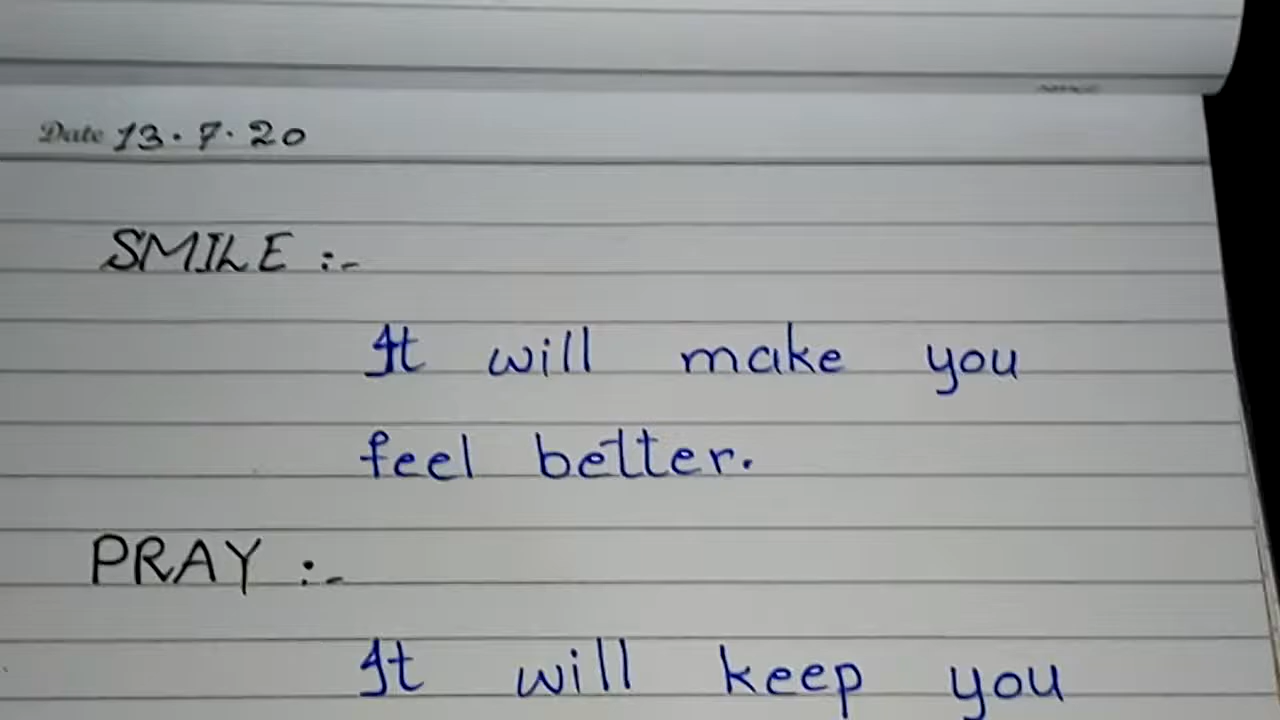 Date 13.7.20
SMILE :-
It will make you
feel better.
PRAY :-
It will keep you